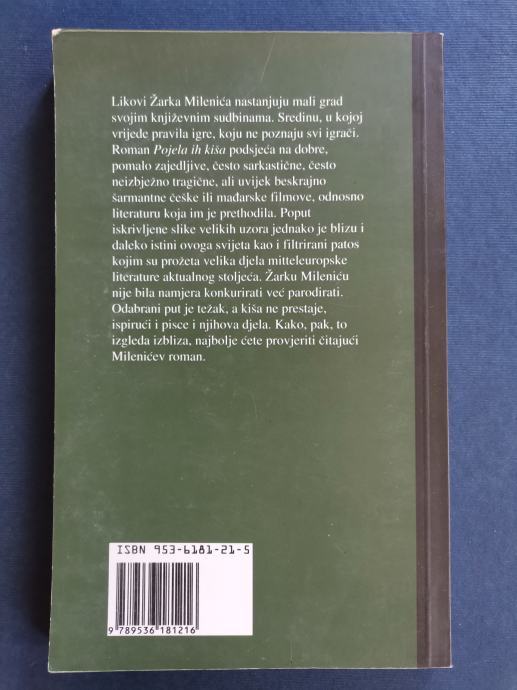 Likovi Žarka Milenića nastanjuju mali grad
svojim književnim sudbinama. Sredinu, u kojoj
vrijede pravila igre, koju ne poznaju svi igrači.
Roman Pojela ih kiša podsjeća na dobre,
pomalo zajedljive, često sarkastične, često
neizbježno tragične, ali uvijek beskrajno
šarmantne češke ili mađarske filmove, odnosno
literaturu koja im je prethodila. Poput
iskrivljene slike velikih uzora jednako je blizu i
daleko istini ovoga svijeta kao i filtrirani patos
kojim su prožeta velika djela mitteleuropske
literature aktualnog stoljeća. Žarku Mileniću
nije bila namjera konkurirati već parodirati.
Odabrani put je težak, a kiša ne prestaje,
ispirući i pisce i njihova djela. Kako, pak, to
izgleda izbliza, najbolje ćete provjeriti čitajući
Milenićev roman.
ISBN 953-6181-21-5
9 789536 181216